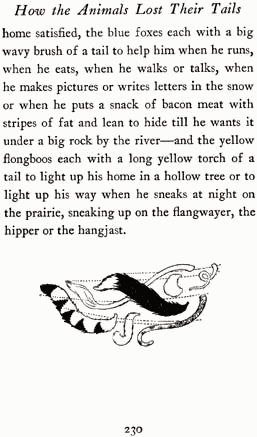 How the Animals Lost Their Tails
home satisfied, the blue foxes each with a big
wavy brush of a tail to help him when he runs,
when he eats, when he walks or talks, when
he makes pictures or writes letters in the snow
or when he puts a snack of bacon meat with
stripes of fat and lean to hide till he wants it
under a big rock by the river—and the yellow
flongboos each with a long yellow torch of a
tail to light up his home in a hollow tree or to
light up his way when he sneaks at night on
the prairie, sneaking up on the flangwayer, the
hipper or the hangjast.
230